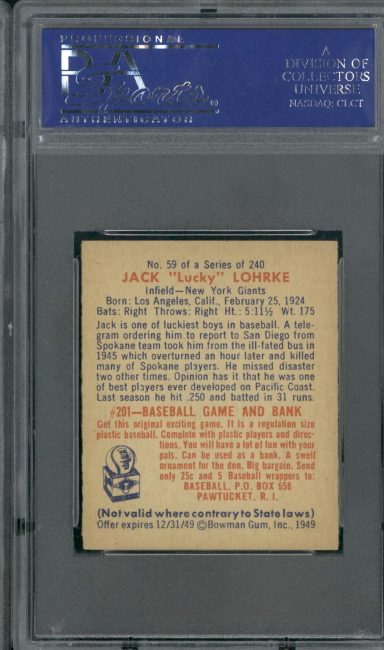 PROFESSIONAL
PSA
Sports
AUTHENTICATOR
A
DIVISION OF
COLLECTORS
UNIVERSE
NASDAQ: CLCT
No. 59 of a Series of 240
JACK "Lucky" LOHRKE
Infield—New York Giants
Born: Los Angeles, Calif., February 25, 1924
Bats: Right Throws: Right Ht.: 5:11½ Wt. 175
Jack is one of luckiest boys in baseball. A tele-
gram ordering him to report to San Diego from
Spokane team took him from the ill-fated bus in
1945 which overturned an hour later and killed
many of Spokane players. He missed disaster
two other times. Opinion has it that he was one
of best players ever developed on Pacific Coast.
Last season he hit .250 and batted in 31 runs.
#201—BASEBALL GAME AND BANK
Get this original exciting game. It is a regulation size
plastic baseball. Complete with plastic players and direc-
tions. You will have a lot of fun with your
pals. Can be used as a bank. A swell
ornament for the den. Big bargain. Send
only 25c and 5 Baseball wrappers to:
BASEBALL, P.O. BOX 658
PAWTUCKET, R. I.
(Not valid where contrary to State laws)
Offer expires 12/31/49 ©Bowman Gum, Inc., 1949